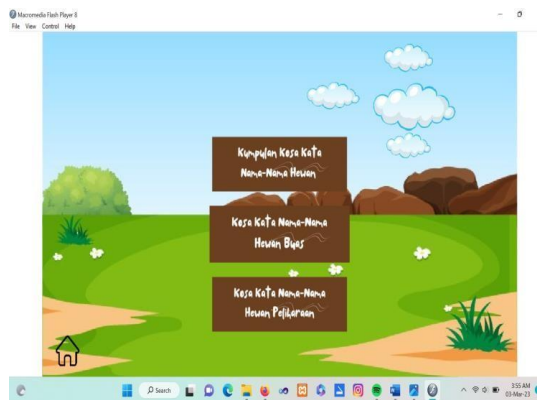 Macromedia Flash Player 8
File View Control Help
Kumpulan Kosa Kata
Nama-Nama Hewan
Kosa Kata Nama-Nama
Hewan Buas
Kosa Kata Nama-Nama
Hewan Peliharaan
Search
3:55 AM
03-Mar-23